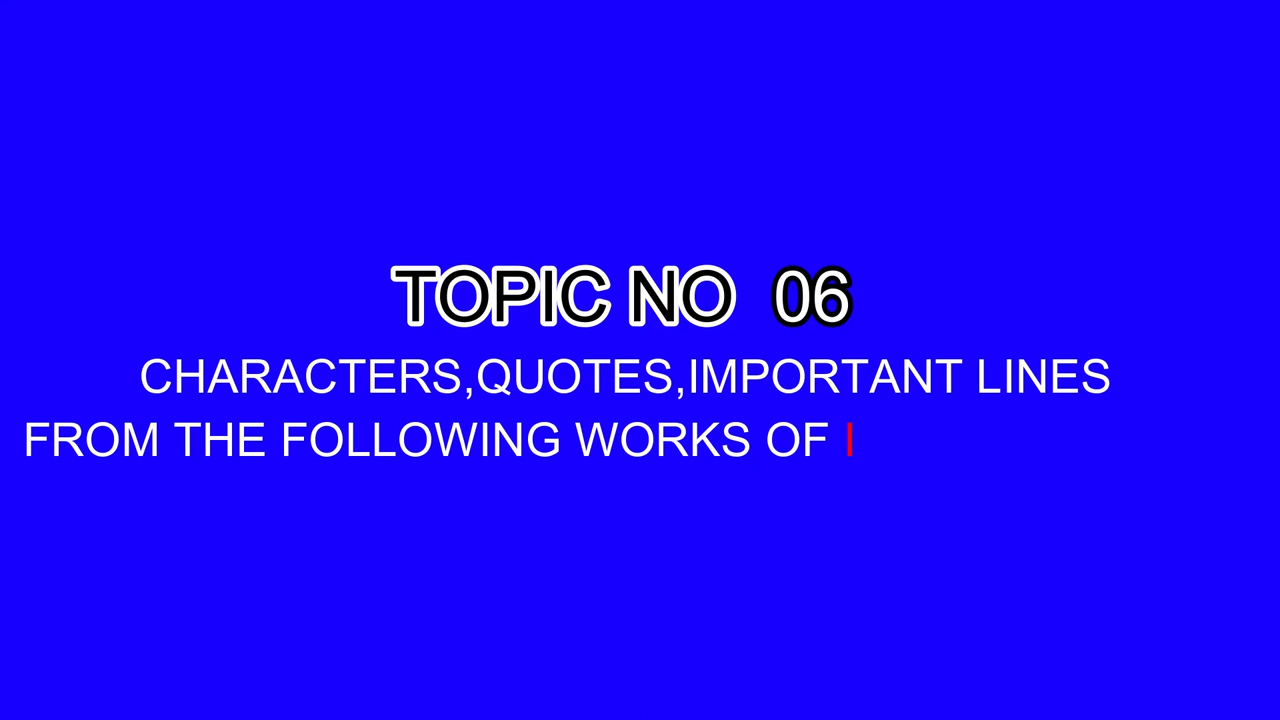 TOPIC NO 06
CHARACTERS,QUOTES,IMPORTANT LINES
FROM THE FOLLOWING WORKS OF I